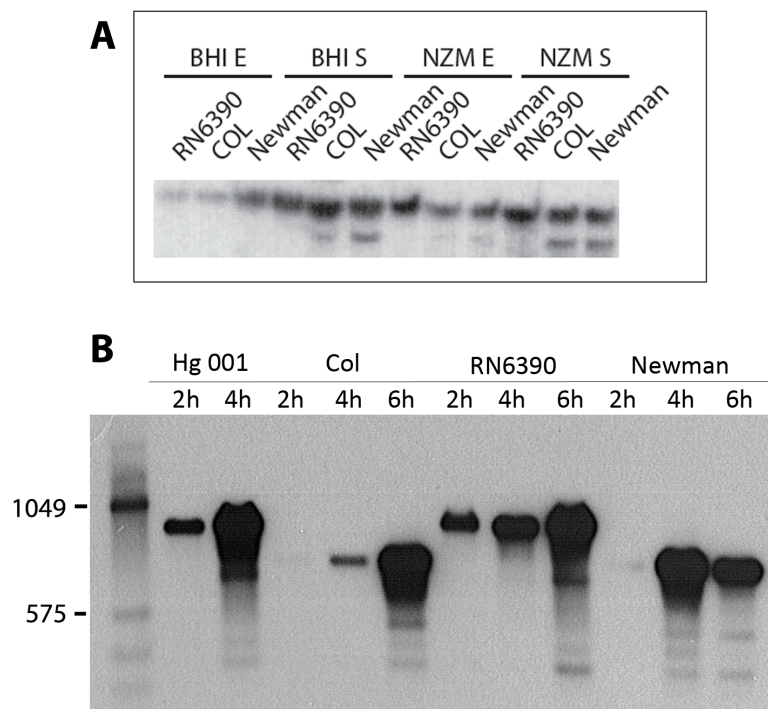 A
BHI E BHI S NZM E NZM S
RN6390 COL Newman RN6390 COL Newman RN6390 COL Newman RN6390 COL Newman
B
Hg 001 Col RN6390 Newman
2h 4h 2h 4h 6h 2h 4h 6h 2h 4h 6h
1049
575